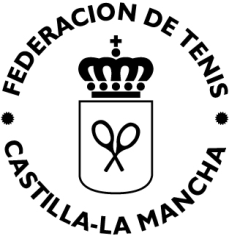 FEDERACION DE TENIS
CASTILLA-LA MANCHA